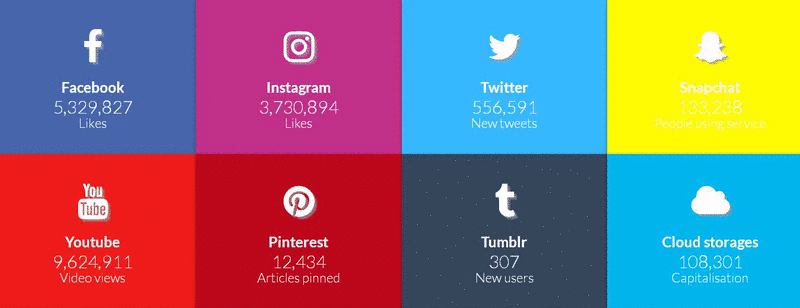 Facebook
5,329,827
Likes
Instagram
3,730,894
Likes
Twitter
556,591
New tweets
Snapchat
133,238
People using service
You
Tube
Youtube
9,624,911
Video views
Pinterest
12,434
Articles pinned
Tumblr
307
New users
Cloud storages
108,301
Capitalisation